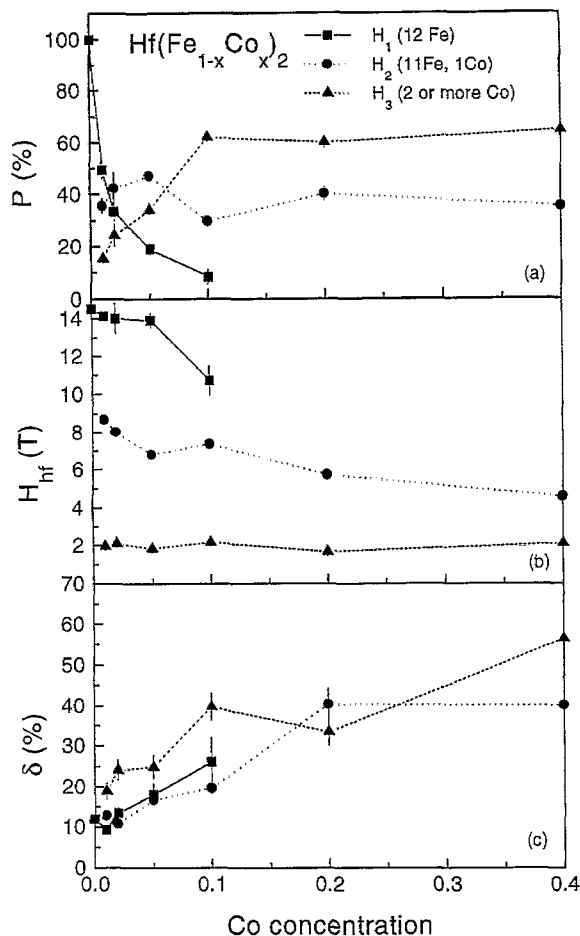 Hf(Fe1-xCox)2
H1 (12 Fe)
H2 (11Fe, 1Co)
H3 (2 or more Co)
100
80
60
40
20
0
P (%)
(a)
14
12
10
8
6
4
2
Hhf (T)
(b)
70
60
50
40
30
20
10
0
δ (%)
(c)
0.0 0.1 0.2 0.3 0.4
Co concentration